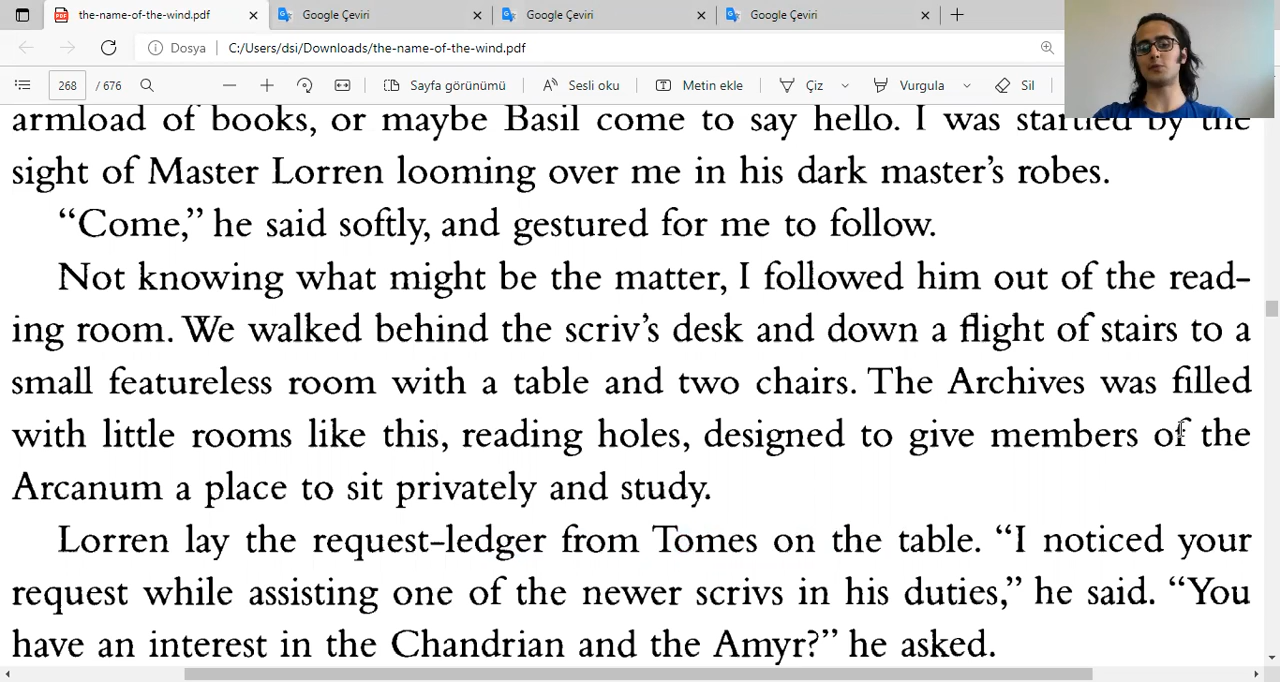 the-name-of-the-wind.pdf
Google Çeviri
Google Çeviri
Google Çeviri
Dosya
C:/Users/dsi/Downloads/the-name-of-the-wind.pdf
268 / 676
Sayfa görünümü
Sesli oku
Metin ekle
Çiz
Vurgula
Sil
armload of books, or maybe Basil come to say hello. I was startled by the
sight of Master Lorren looming over me in his dark master's robes.
“Come,” he said softly, and gestured for me to follow.
Not knowing what might be the matter, I followed him out of the read-
ing room. We walked behind the scriv's desk and down a flight of stairs to a
small featureless room with a table and two chairs. The Archives was filled
with little rooms like this, reading holes, designed to give members of the
Arcanum a place to sit privately and study.
Lorren lay the request-ledger from Tomes on the table. “I noticed your
request while assisting one of the newer scrivs in his duties,” he said. “You
have an interest in the Chandrian and the Amyr?” he asked.